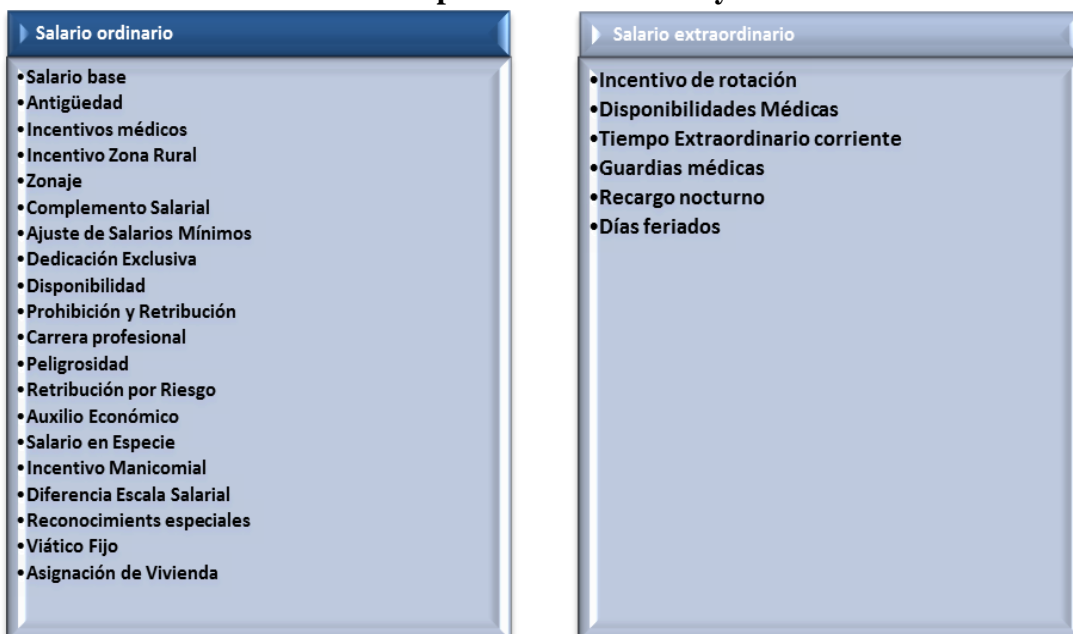 Salario ordinario
•Salario base
•Antigüedad
•Incentivos médicos
•Incentivo Zona Rural
•Zonaje
•Complemento Salarial
•Ajuste de Salarios Mínimos
•Dedicación Exclusiva
•Disponibilidad
•Prohibición y Retribución
•Carrera profesional
•Peligrosidad
•Retribución por Riesgo
•Auxilio Económico
•Salario en Especie
•Incentivo Manicomial
•Diferencia Escala Salarial
•Reconocimients especiales
•Viático Fijo
•Asignación de Vivienda
Salario extraordinario
•Incentivo de rotación
•Disponibilidades Médicas
•Tiempo Extraordinario corriente
•Guardias médicas
•Recargo nocturno
•Días feriados